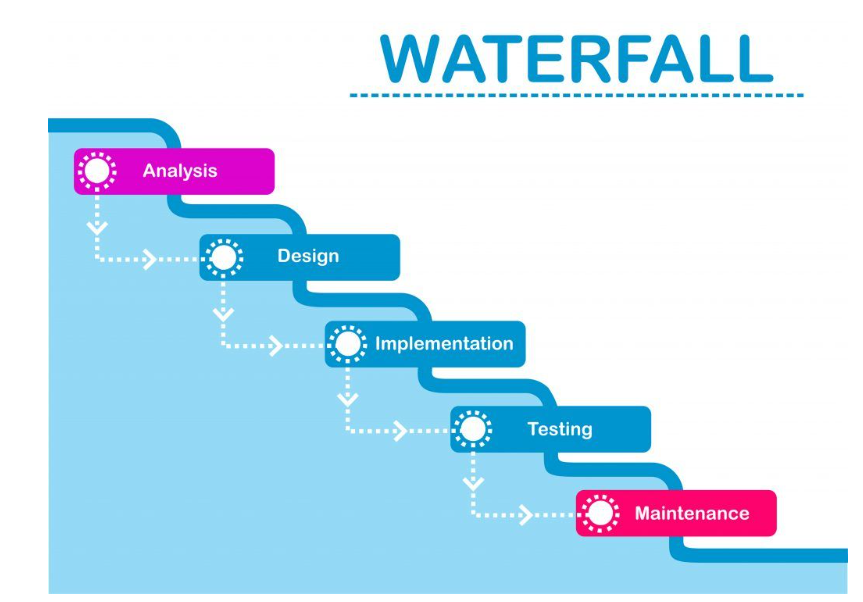 WATERFALL
Analysis
Design
Implementation
Testing
Maintenance